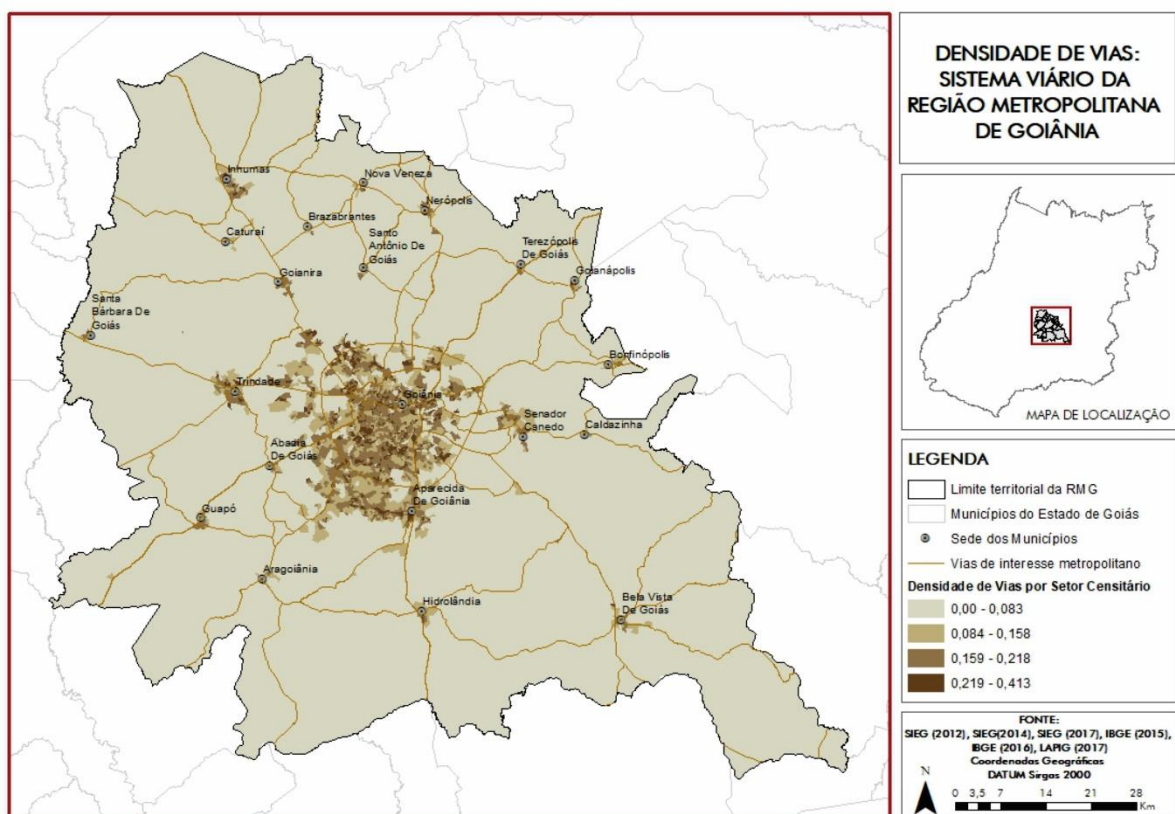 DENSIDADE DE VIAS:
SISTEMA VIÁRIO DA
REGIÃO METROPOLITANA
DE GOIÂNIA
Inhumas
Nova Veneza
Nerópolis
Brazabrantes
Caturaí
Santo
Antônio De
Goiás
Terezópolis
De Goiás
Goianápolis
Goianira
Santa
Bárbara De
Goiás
Bonfinópolis
Trindade
Goiânia
Senador
Canedo
Caldazinha
Abadia
De Goiás
Aparecida
De Goiânia
Guapó
Aragoiânia
Hidrolândia
Bela Vista
De Goiás
MAPA DE LOCALIZAÇÃO
LEGENDA
Limite territorial da RMG
Municípios do Estado de Goiás
Sede dos Municípios
Vias de interesse metropolitano
Densidade de Vias por Setor Censitário
0,00 - 0,083
0,084 - 0,158
0,159 - 0,218
0,219 - 0,413
FONTE:
SIEG (2012), SIEG(2014), SIEG (2017), IBGE (2015),
IBGE (2016), LAPIG (2017)
Coordenadas Geográficas
DATUM Sirgas 2000
N
0 3,5 7 14 21 28
Km